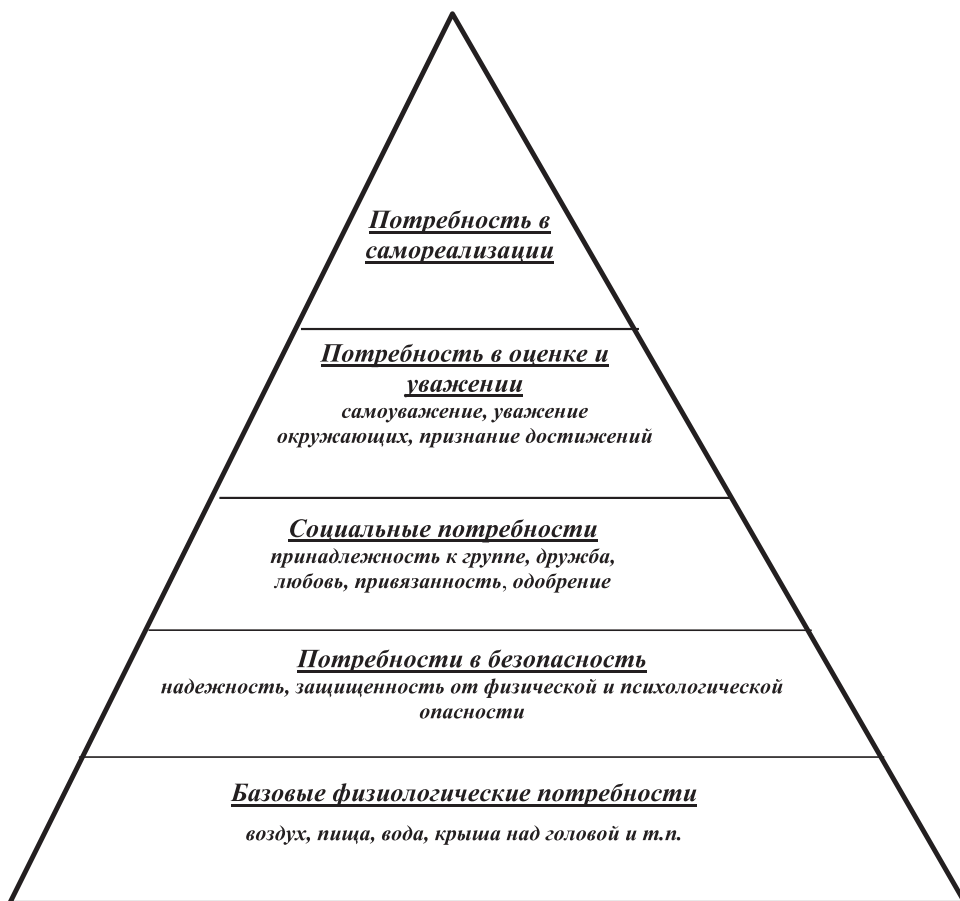 Потребность в
самореализации
Потребность в оценке и
уважении
самоуважение, уважение
окружающих, признание достижений
Социальные потребности
принадлежность к группе, дружба,
любовь, привязанность, одобрение
Потребности в безопасность
надежность, защищенность от физической и психологической
опасности
Базовые физиологические потребности
воздух, пища, вода, крыша над головой и т.п.